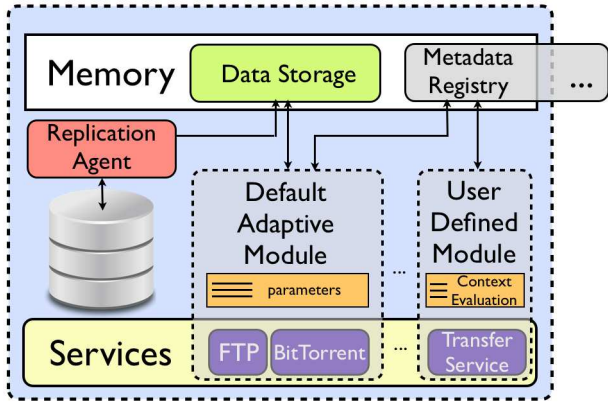 Memory
Data Storage
Metadata
Registry
...
Replication
Agent
Default
Adaptive
Module
parameters
...
User
Defined
Module
Context
Evaluation
Services
FTP
BitTorrent
...
Transfer
Service